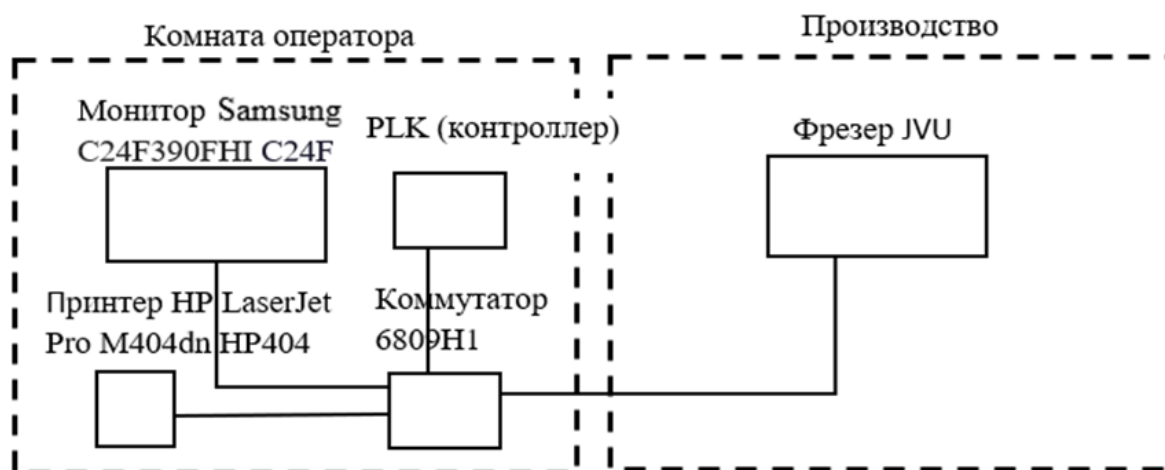 Комната оператора
Производство
Монитор Samsung
C24F390FHI C24F
PLK (контроллер)
Фрезер JVU
Принтер HP LaserJet
Pro M404dn HP404
Коммутатор
6809H1